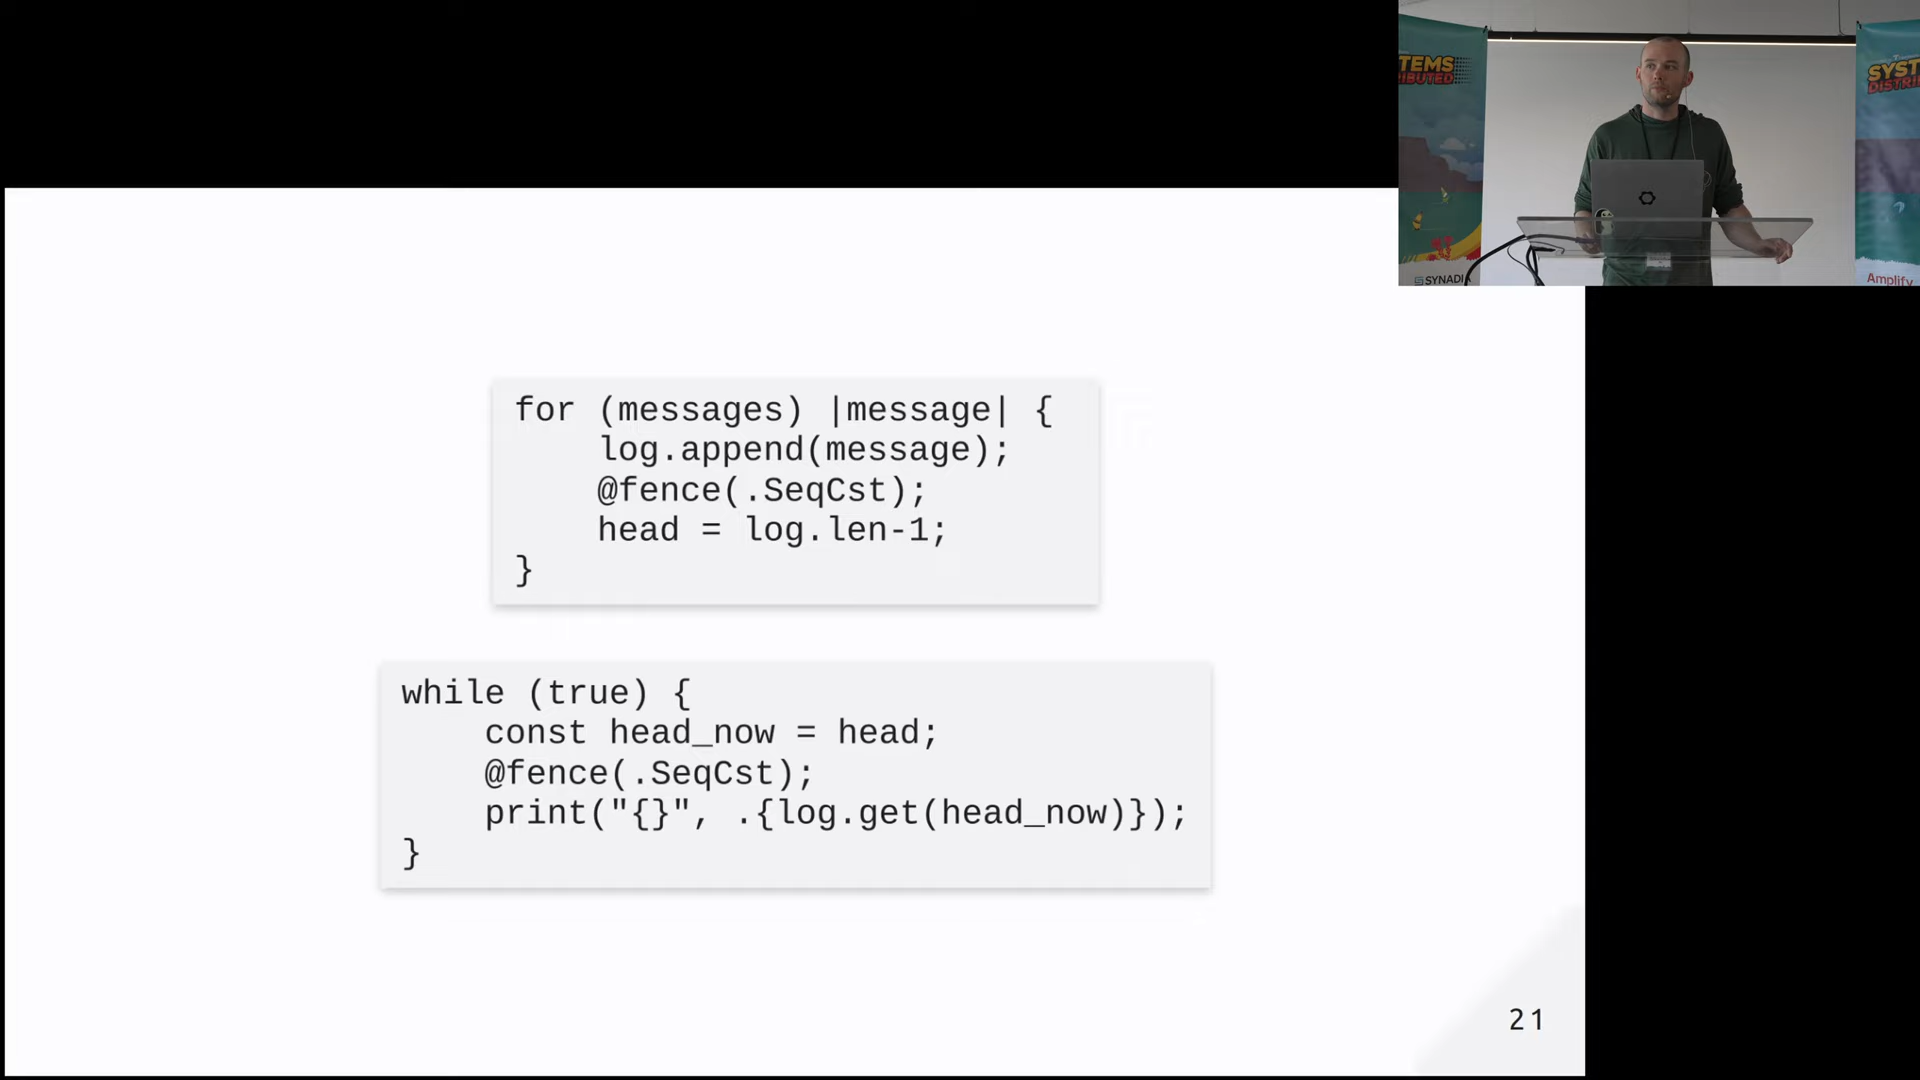 TEMS
IBUTED
SYST
DISTRI
SYNADI
Amplify
for (messages) |message| {
log.append(message);
@fence(.SeqCst);
head = log.len-1;
}
while (true) {
const head_now = head;
@fence(.SeqCst);
print("{}", .{log.get(head_now)});
}
21